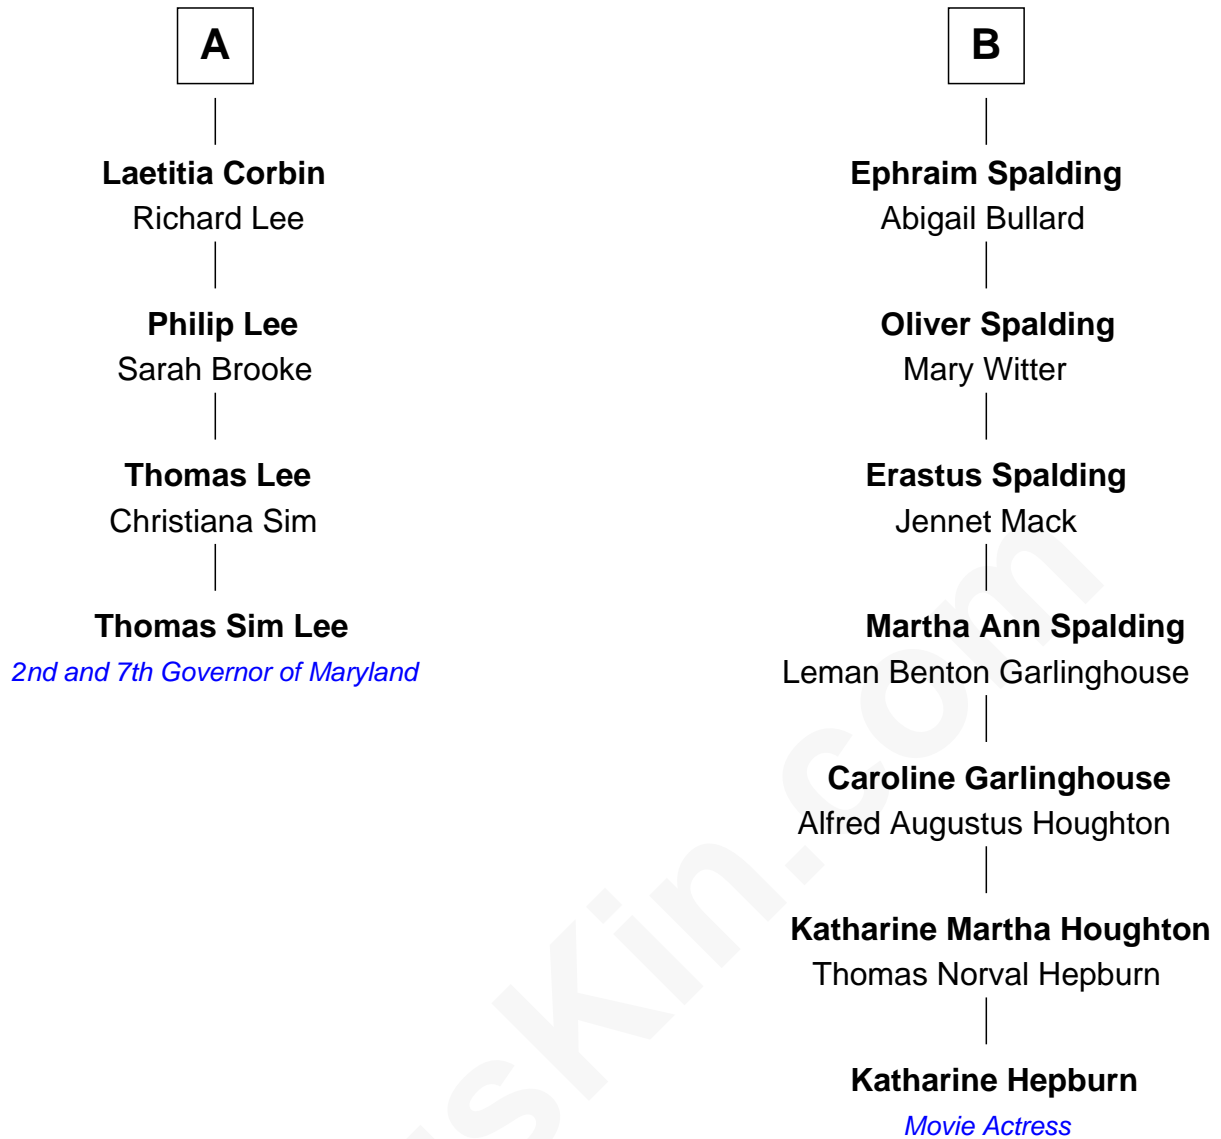 A
Laetitia Corbin
Richard Lee
Philip Lee
Sarah Brooke
Thomas Lee
Christiana Sim
Thomas Sim Lee
2nd and 7th Governor of Maryland
B
Ephraim Spalding
Abigail Bullard
Oliver Spalding
Mary Witter
Erastus Spalding
Jennet Mack
Martha Ann Spalding
Leman Benton Garlinghouse
Caroline Garlinghouse
Alfred Augustus Houghton
Katharine Martha Houghton
Thomas Norval Hepburn
Katharine Hepburn
Movie Actress